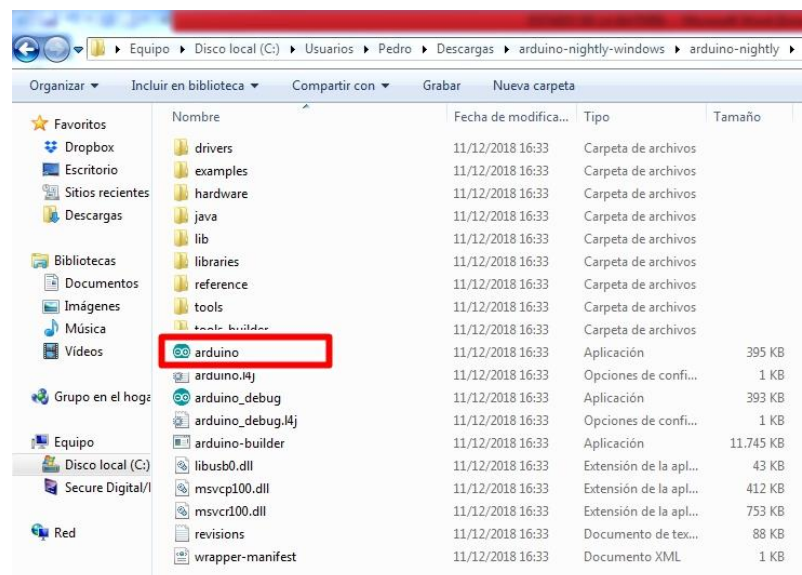 Equipo ▸ Disco local (C:) ▸ Usuarios ▸ Pedro ▸ Descargas ▸ arduino-nightly-windows ▸ arduino-nightly ▸
Organizar Incluir en biblioteca Compartir con Grabar Nueva carpeta
Favoritos
Dropbox
Escritorio
Sitios recientes
Descargas
Bibliotecas
Documentos
Imágenes
Música
Vídeos
Grupo en el hoga
Equipo
Disco local (C:)
Secure Digital/
Red
Nombre Fecha de modifica... Tipo Tamaño
drivers 11/12/2018 16:33 Carpeta de archivos
examples 11/12/2018 16:33 Carpeta de archivos
hardware 11/12/2018 16:33 Carpeta de archivos
java 11/12/2018 16:33 Carpeta de archivos
lib 11/12/2018 16:33 Carpeta de archivos
libraries 11/12/2018 16:33 Carpeta de archivos
reference 11/12/2018 16:33 Carpeta de archivos
tools 11/12/2018 16:33 Carpeta de archivos
tools-builder 11/12/2018 16:33 Carpeta de archivos
arduino 11/12/2018 16:33 Aplicación 395 KB
arduino.l4j 11/12/2018 16:33 Opciones de confi... 1 KB
arduino_debug 11/12/2018 16:33 Aplicación 393 KB
arduino_debug.l4j 11/12/2018 16:33 Opciones de confi... 1 KB
arduino-builder 11/12/2018 16:33 Aplicación 11.745 KB
libusb0.dll 11/12/2018 16:33 Extensión de la apl... 43 KB
msvcp100.dll 11/12/2018 16:33 Extensión de la apl... 412 KB
msvcr100.dll 11/12/2018 16:33 Extensión de la apl... 753 KB
revisions 11/12/2018 16:33 Documento de tex... 88 KB
wrapper-manifest 11/12/2018 16:33 Documento XML 1 KB